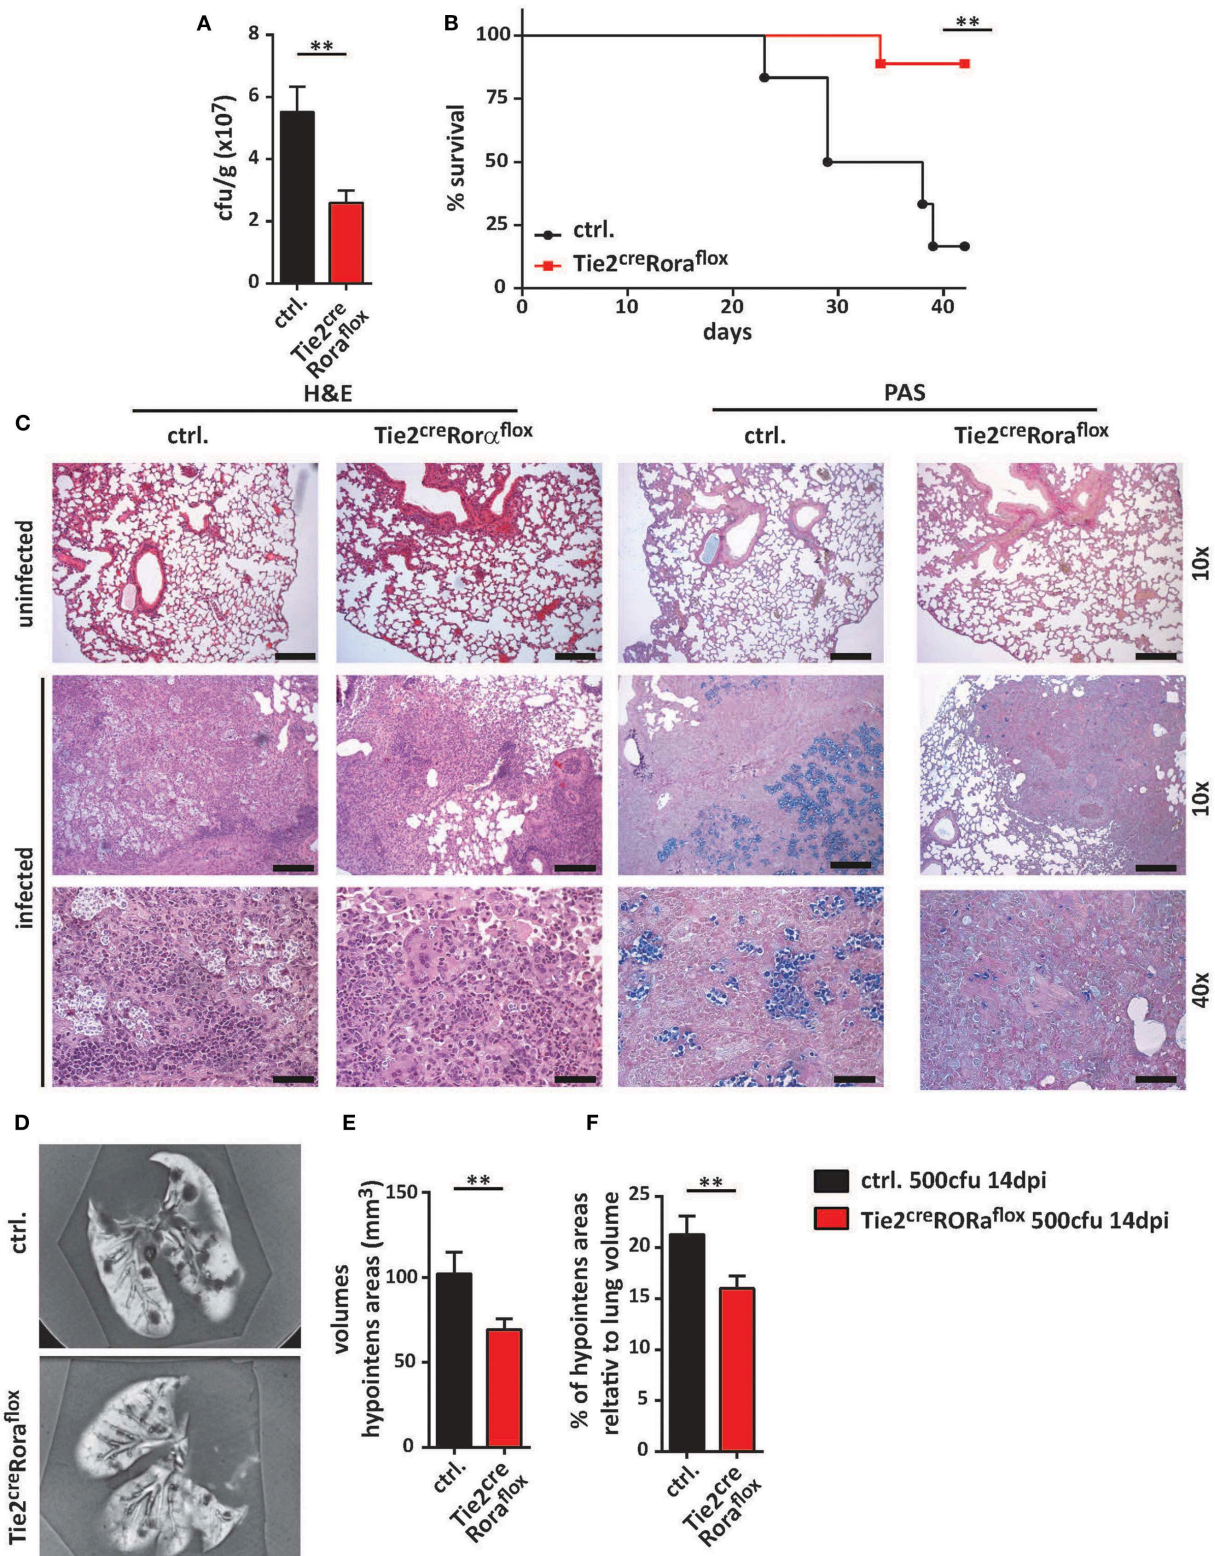 A
8
6
4
2
0
cfu/g (x10⁷)
**
ctrl.
Tie2ᶜʳᵉ
Roraᶠˡᵒˣ
B
100
75
50
25
0
% survival
**
ctrl.
Tie2ᶜʳᵉRoraᶠˡᵒˣ
0 10 20 30 40
days
C
H&E
PAS
ctrl.
Tie2ᶜʳᵉRorαᶠˡᵒˣ
ctrl.
Tie2ᶜʳᵉRoraᶠˡᵒˣ
uninfected
10x
infected
10x
40x
D
ctrl.
Tie2ᶜʳᵉRoraᶠˡᵒˣ
E
volumes
hypointens areas (mm³)
150
100
50
0
**
ctrl.
Tie2ᶜʳᵉ
Roraᶠˡᵒˣ
F
% of hypointens areas
reltativ to lung volume
25
20
15
10
5
0
**
ctrl.
Tie2ᶜʳᵉ
Roraᶠˡᵒˣ
ctrl. 500cfu 14dpi
Tie2ᶜʳᵉRORaᶠˡᵒˣ 500cfu 14dpi